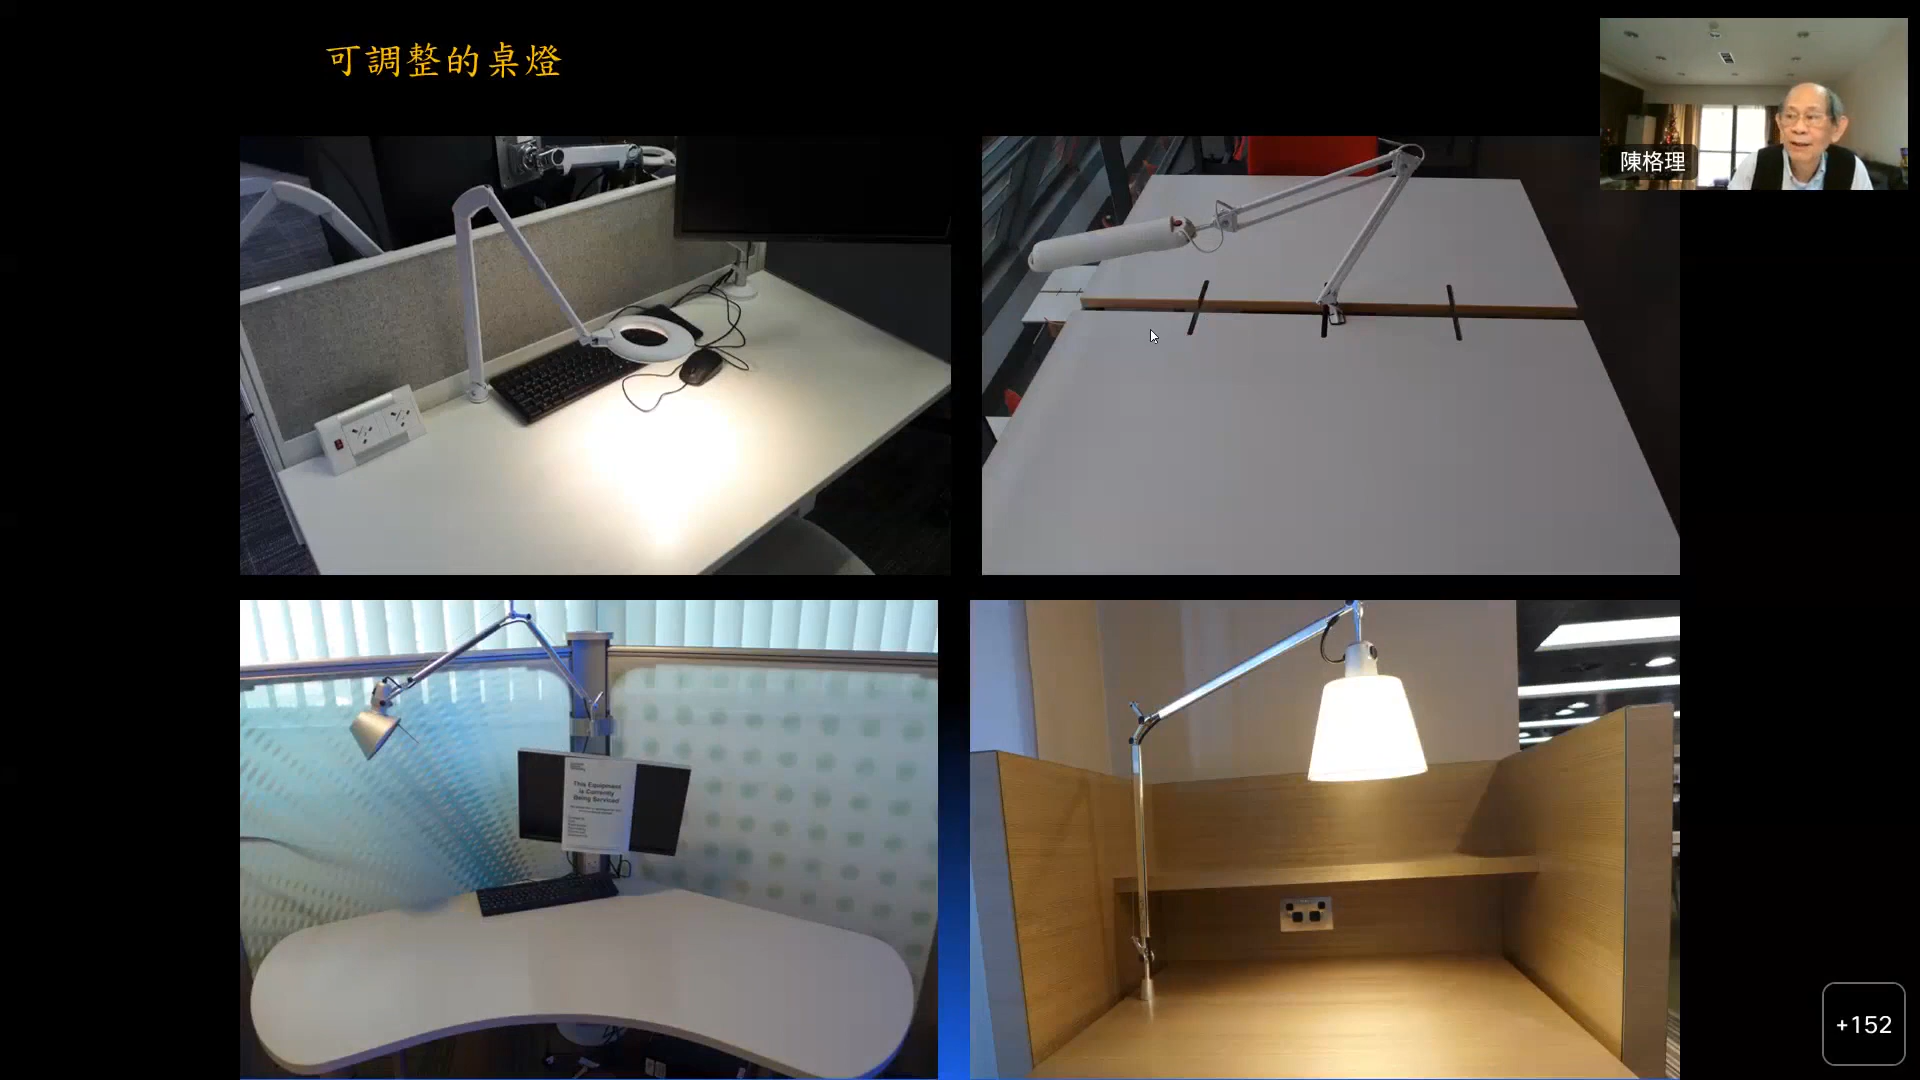 可調整的桌燈
陳格理
This Equipment
is Currently
Being Serviced
+152